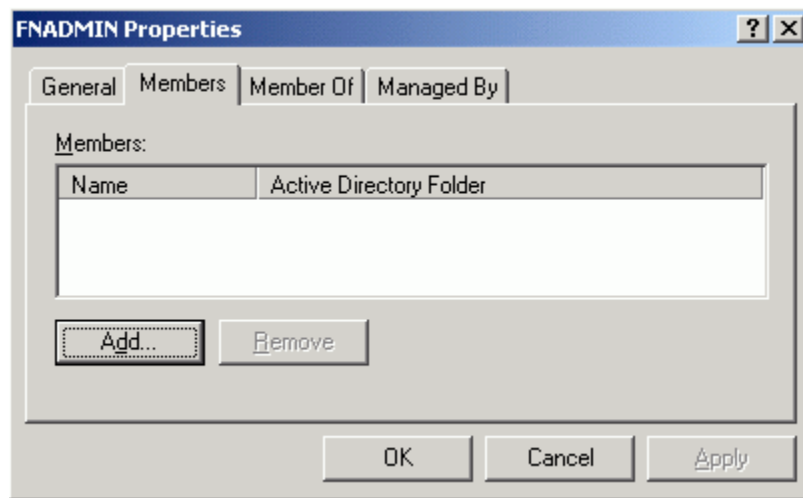 FNADMIN Properties
General Members Member Of Managed By
Members:
Name Active Directory Folder
Add... Remove
OK Cancel Apply